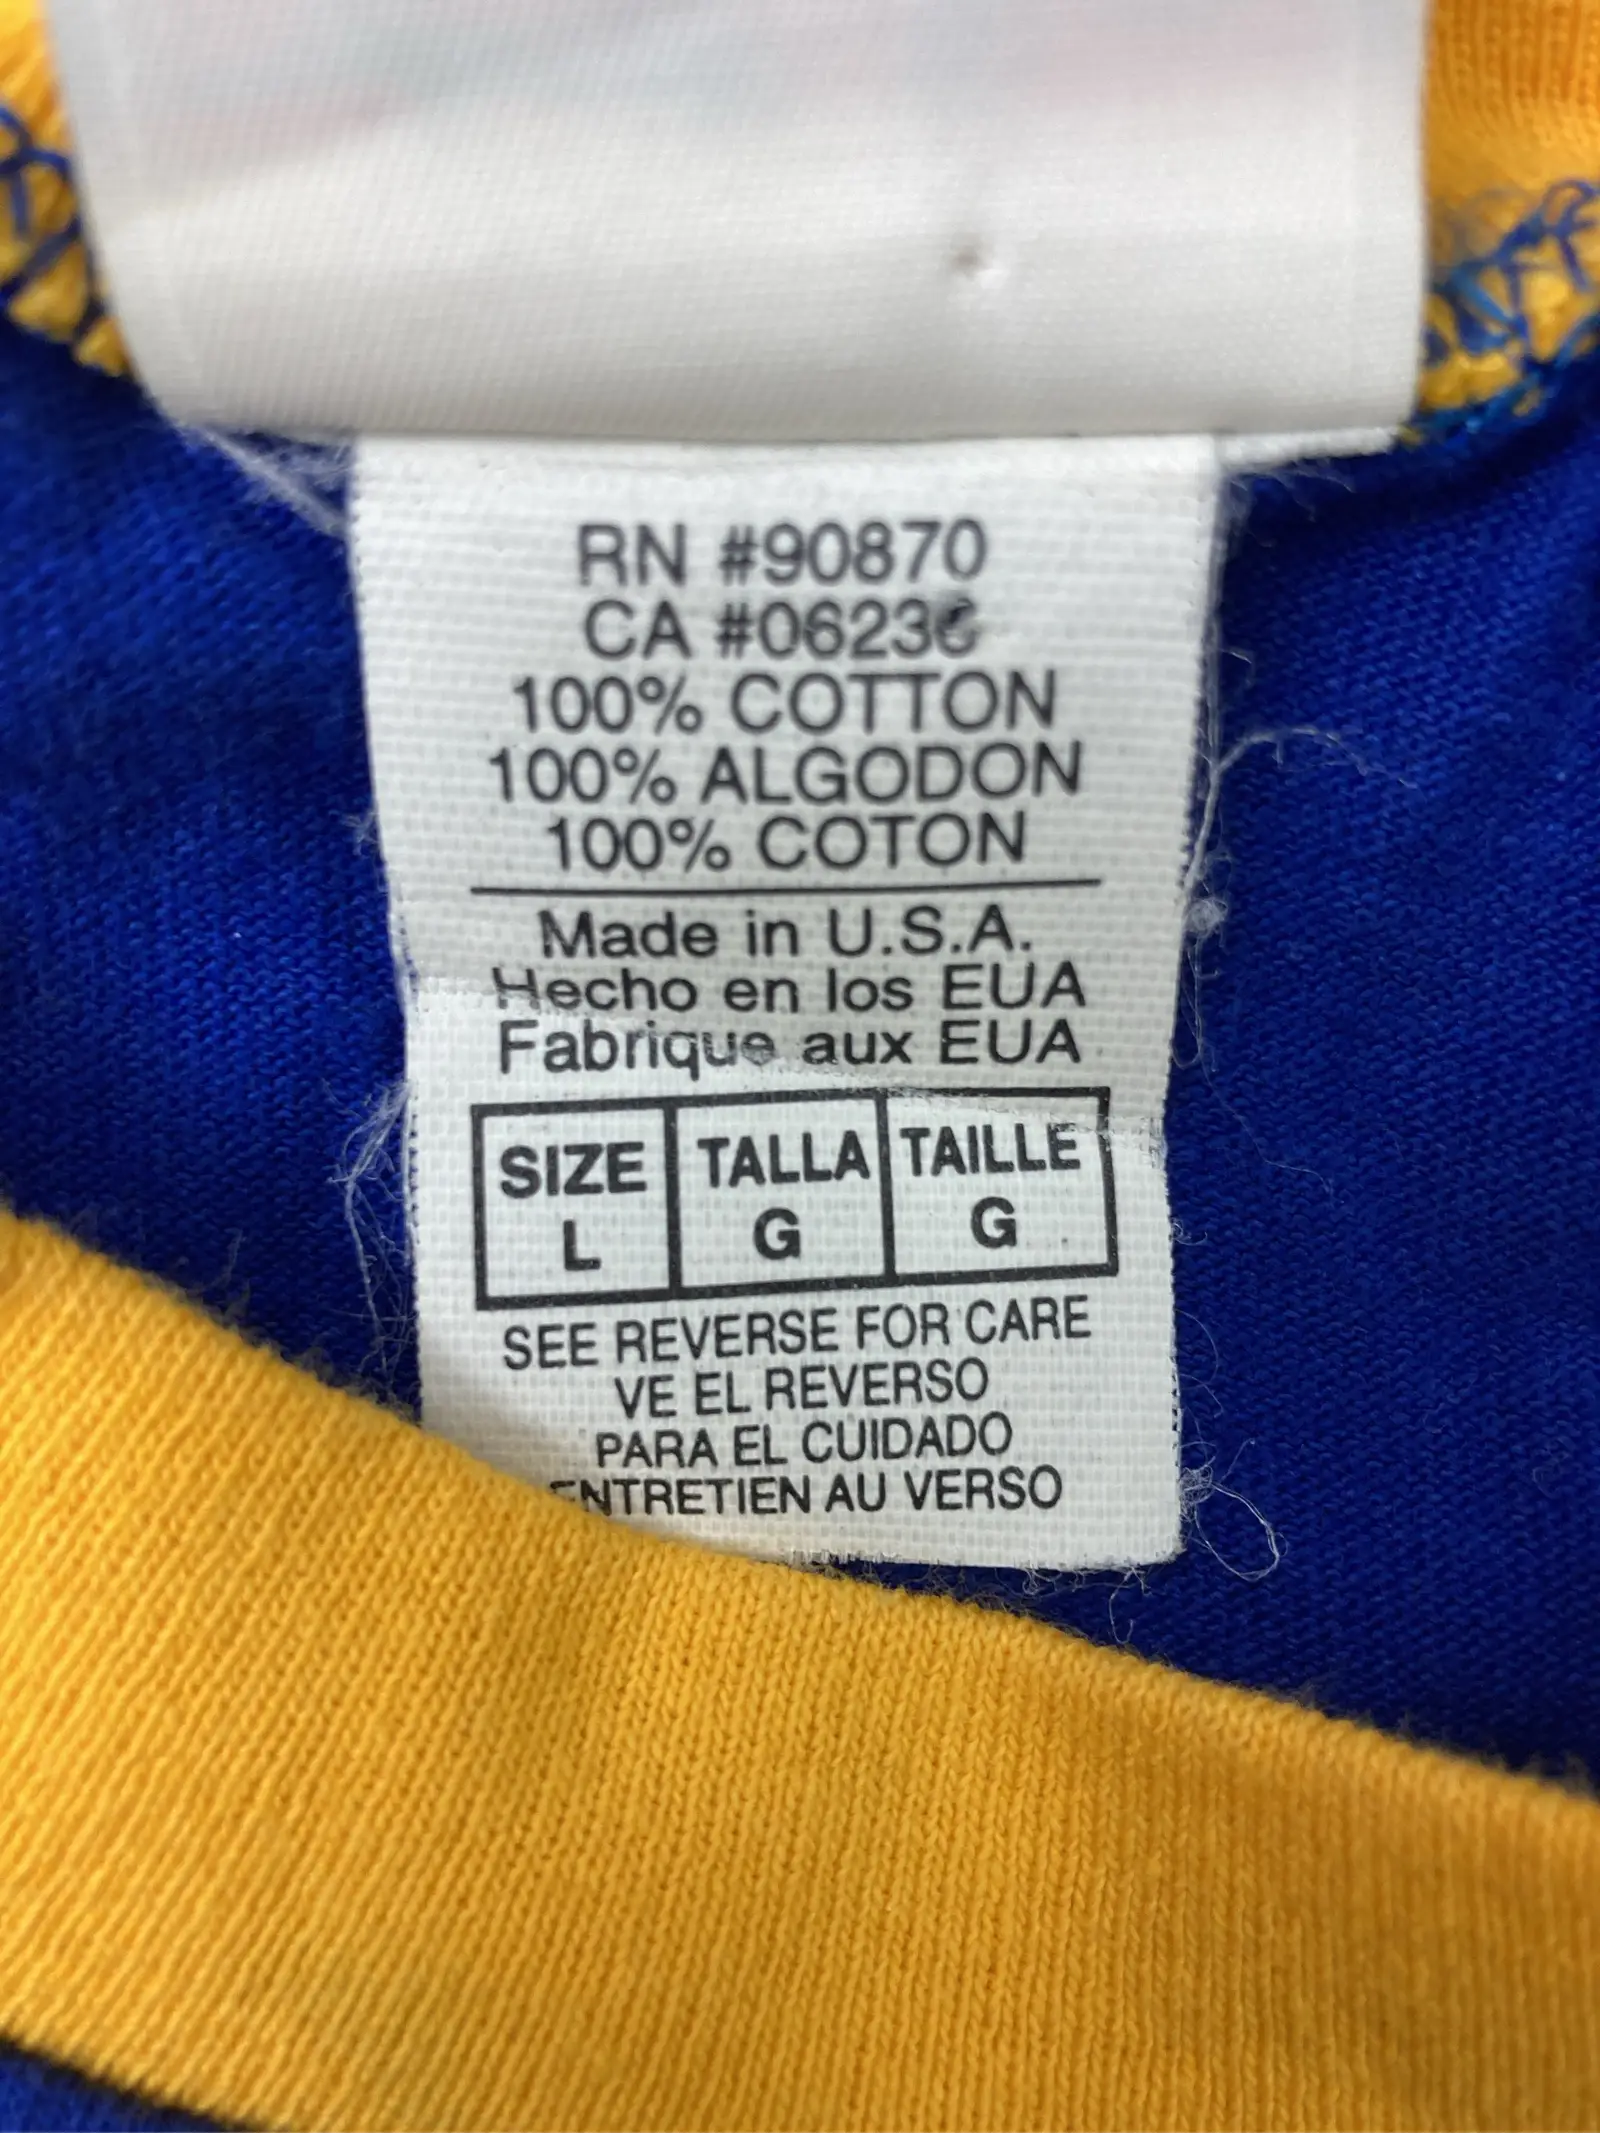 RN #90870
CA #06236
100% COTTON
100% ALGODON
100% COTON
Made in U.S.A.
Hecho en los EUA
Fabrique aux EUA
SIZE TALLA TAILLE
L G G
SEE REVERSE FOR CARE
VE EL REVERSO
PARA EL CUIDADO
ENTRETIEN AU VERSO